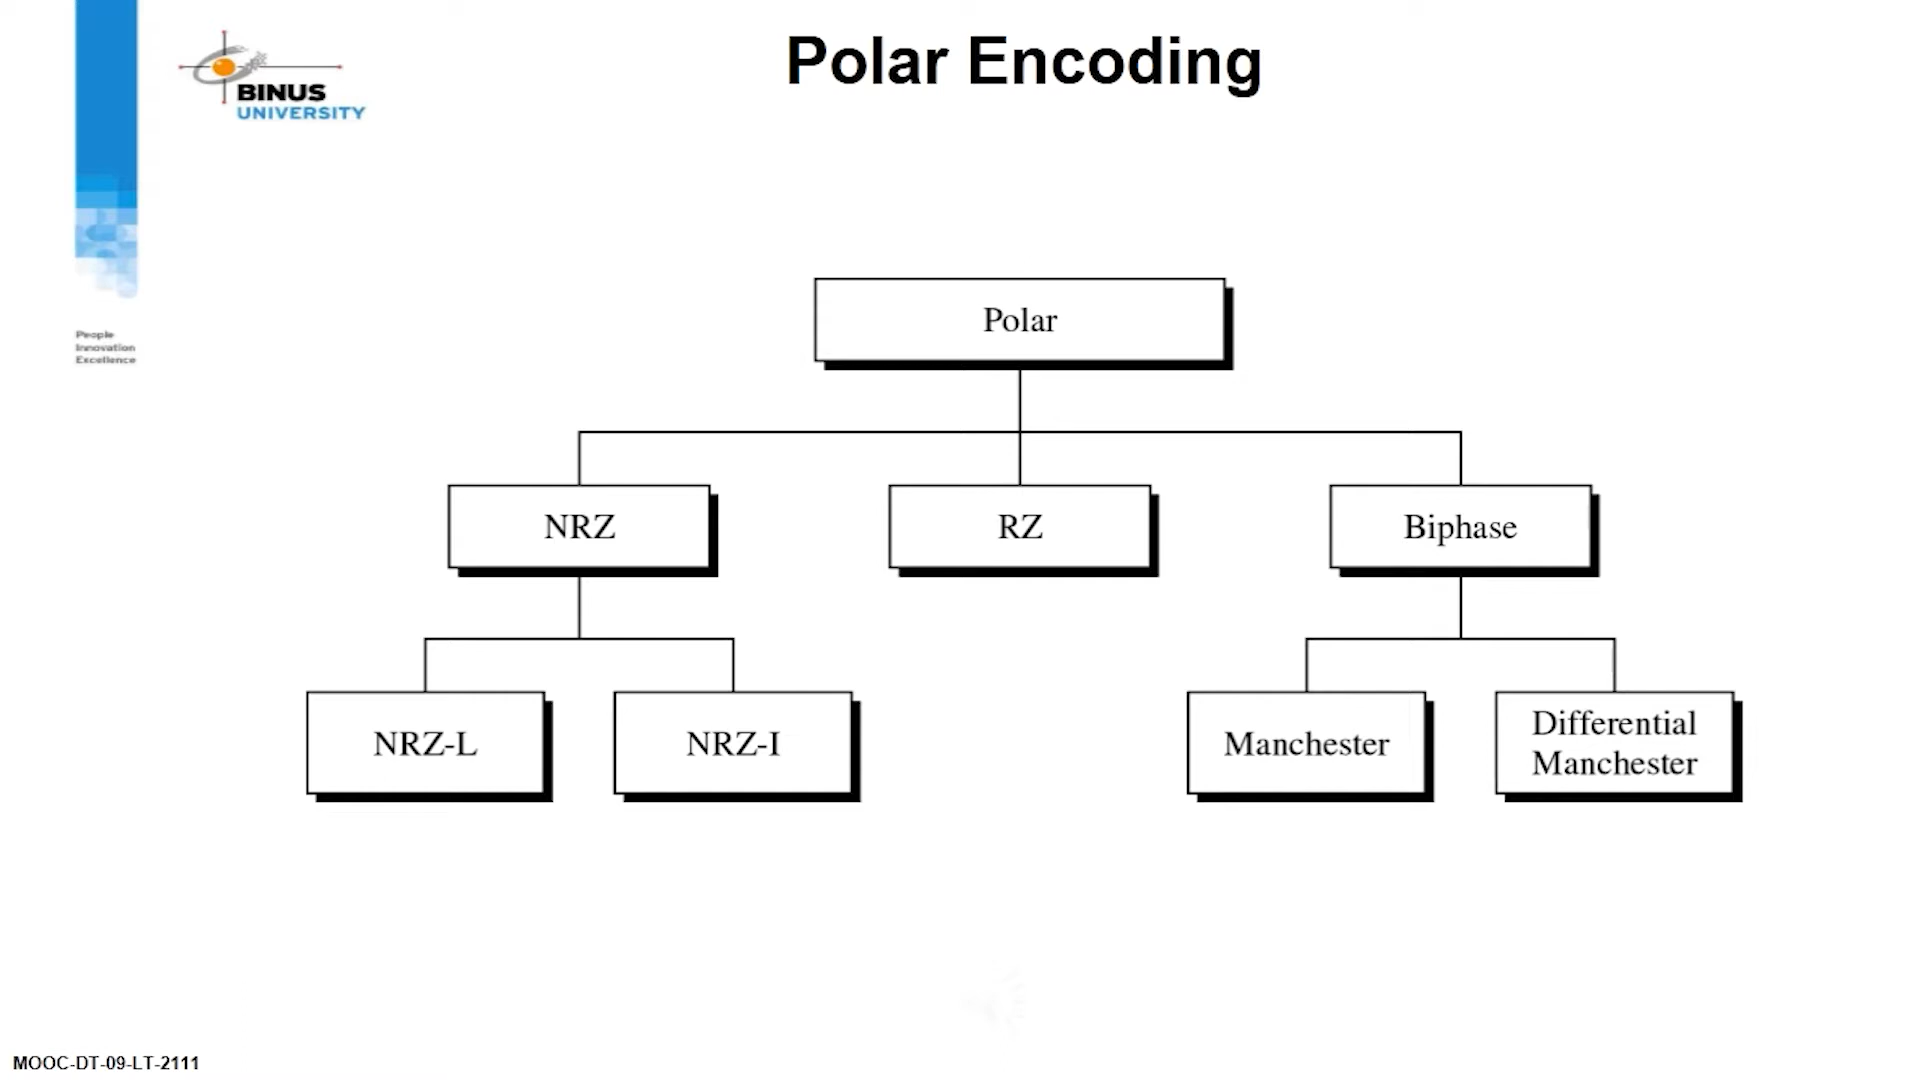 Polar Encoding
BINUS
UNIVERSITY
People
Innovation
Excellence
Polar
NRZ
RZ
Biphase
NRZ-L
NRZ-I
Manchester
Differential
Manchester
MOOC-DT-09-LT-2111